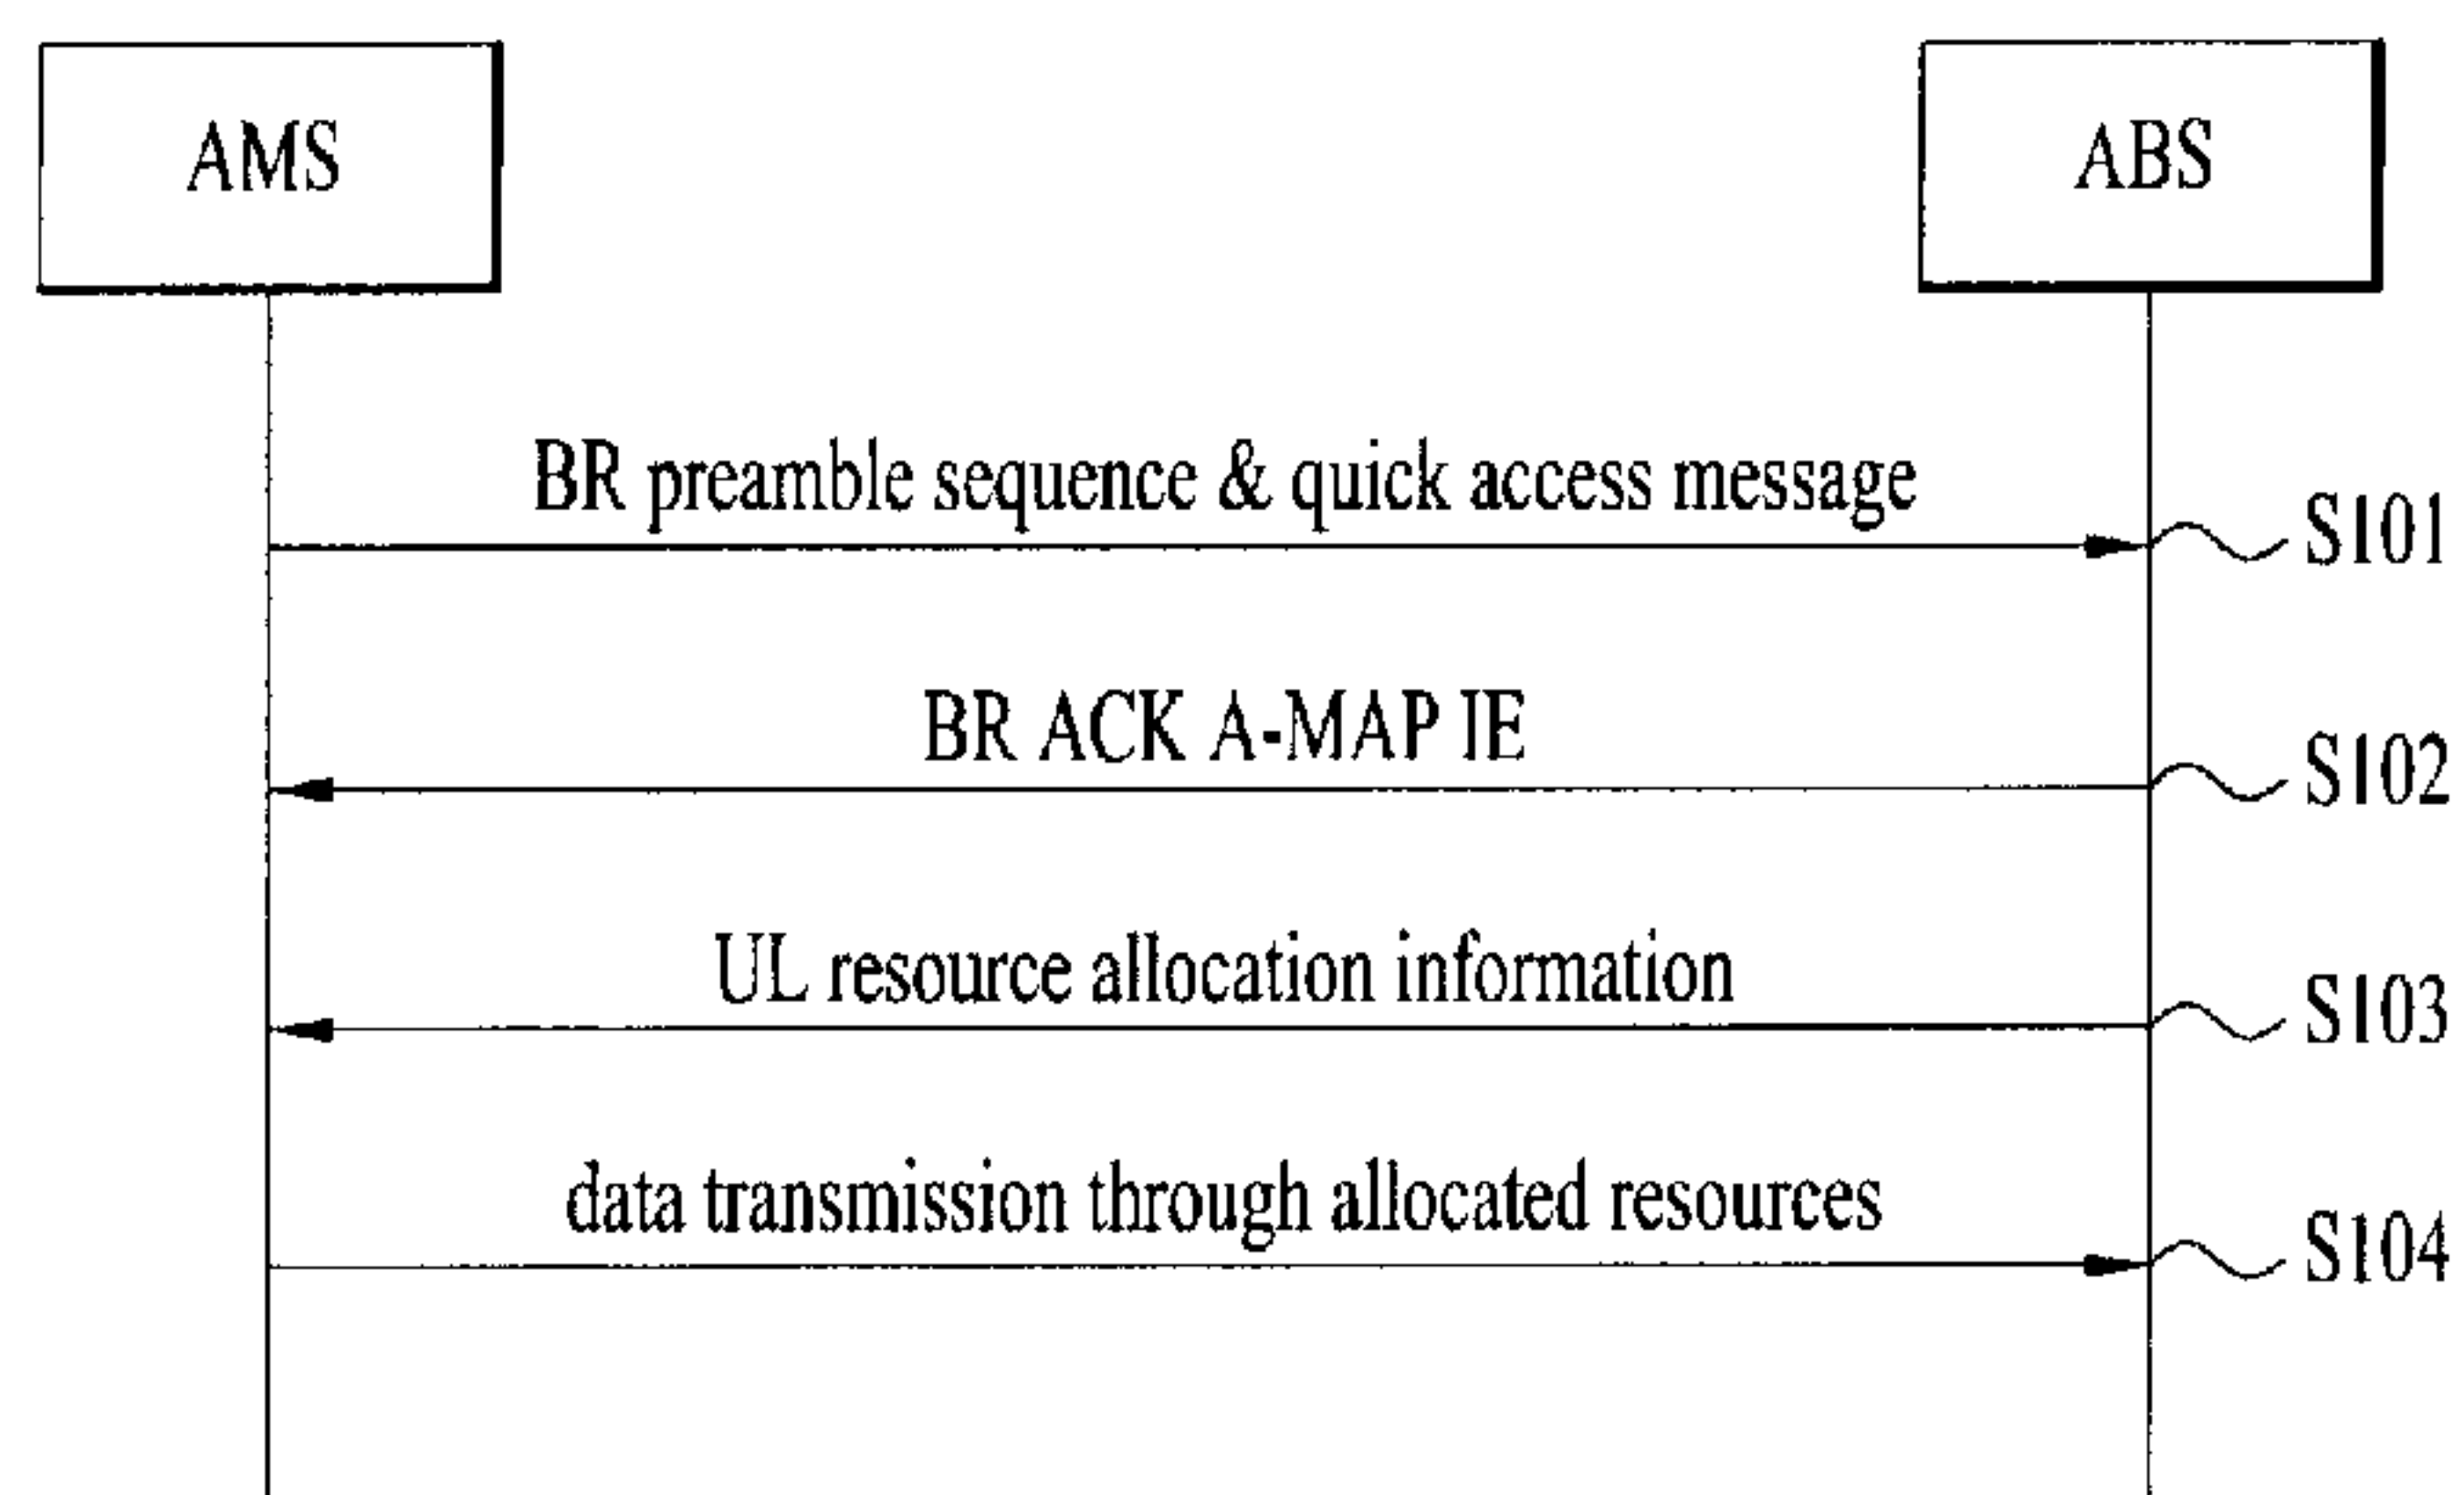 AMS
ABS
BR preamble sequence & quick access message
S101
BR ACK A-MAP IE
S102
UL resource allocation information
S103
data transmission through allocated resources
S104